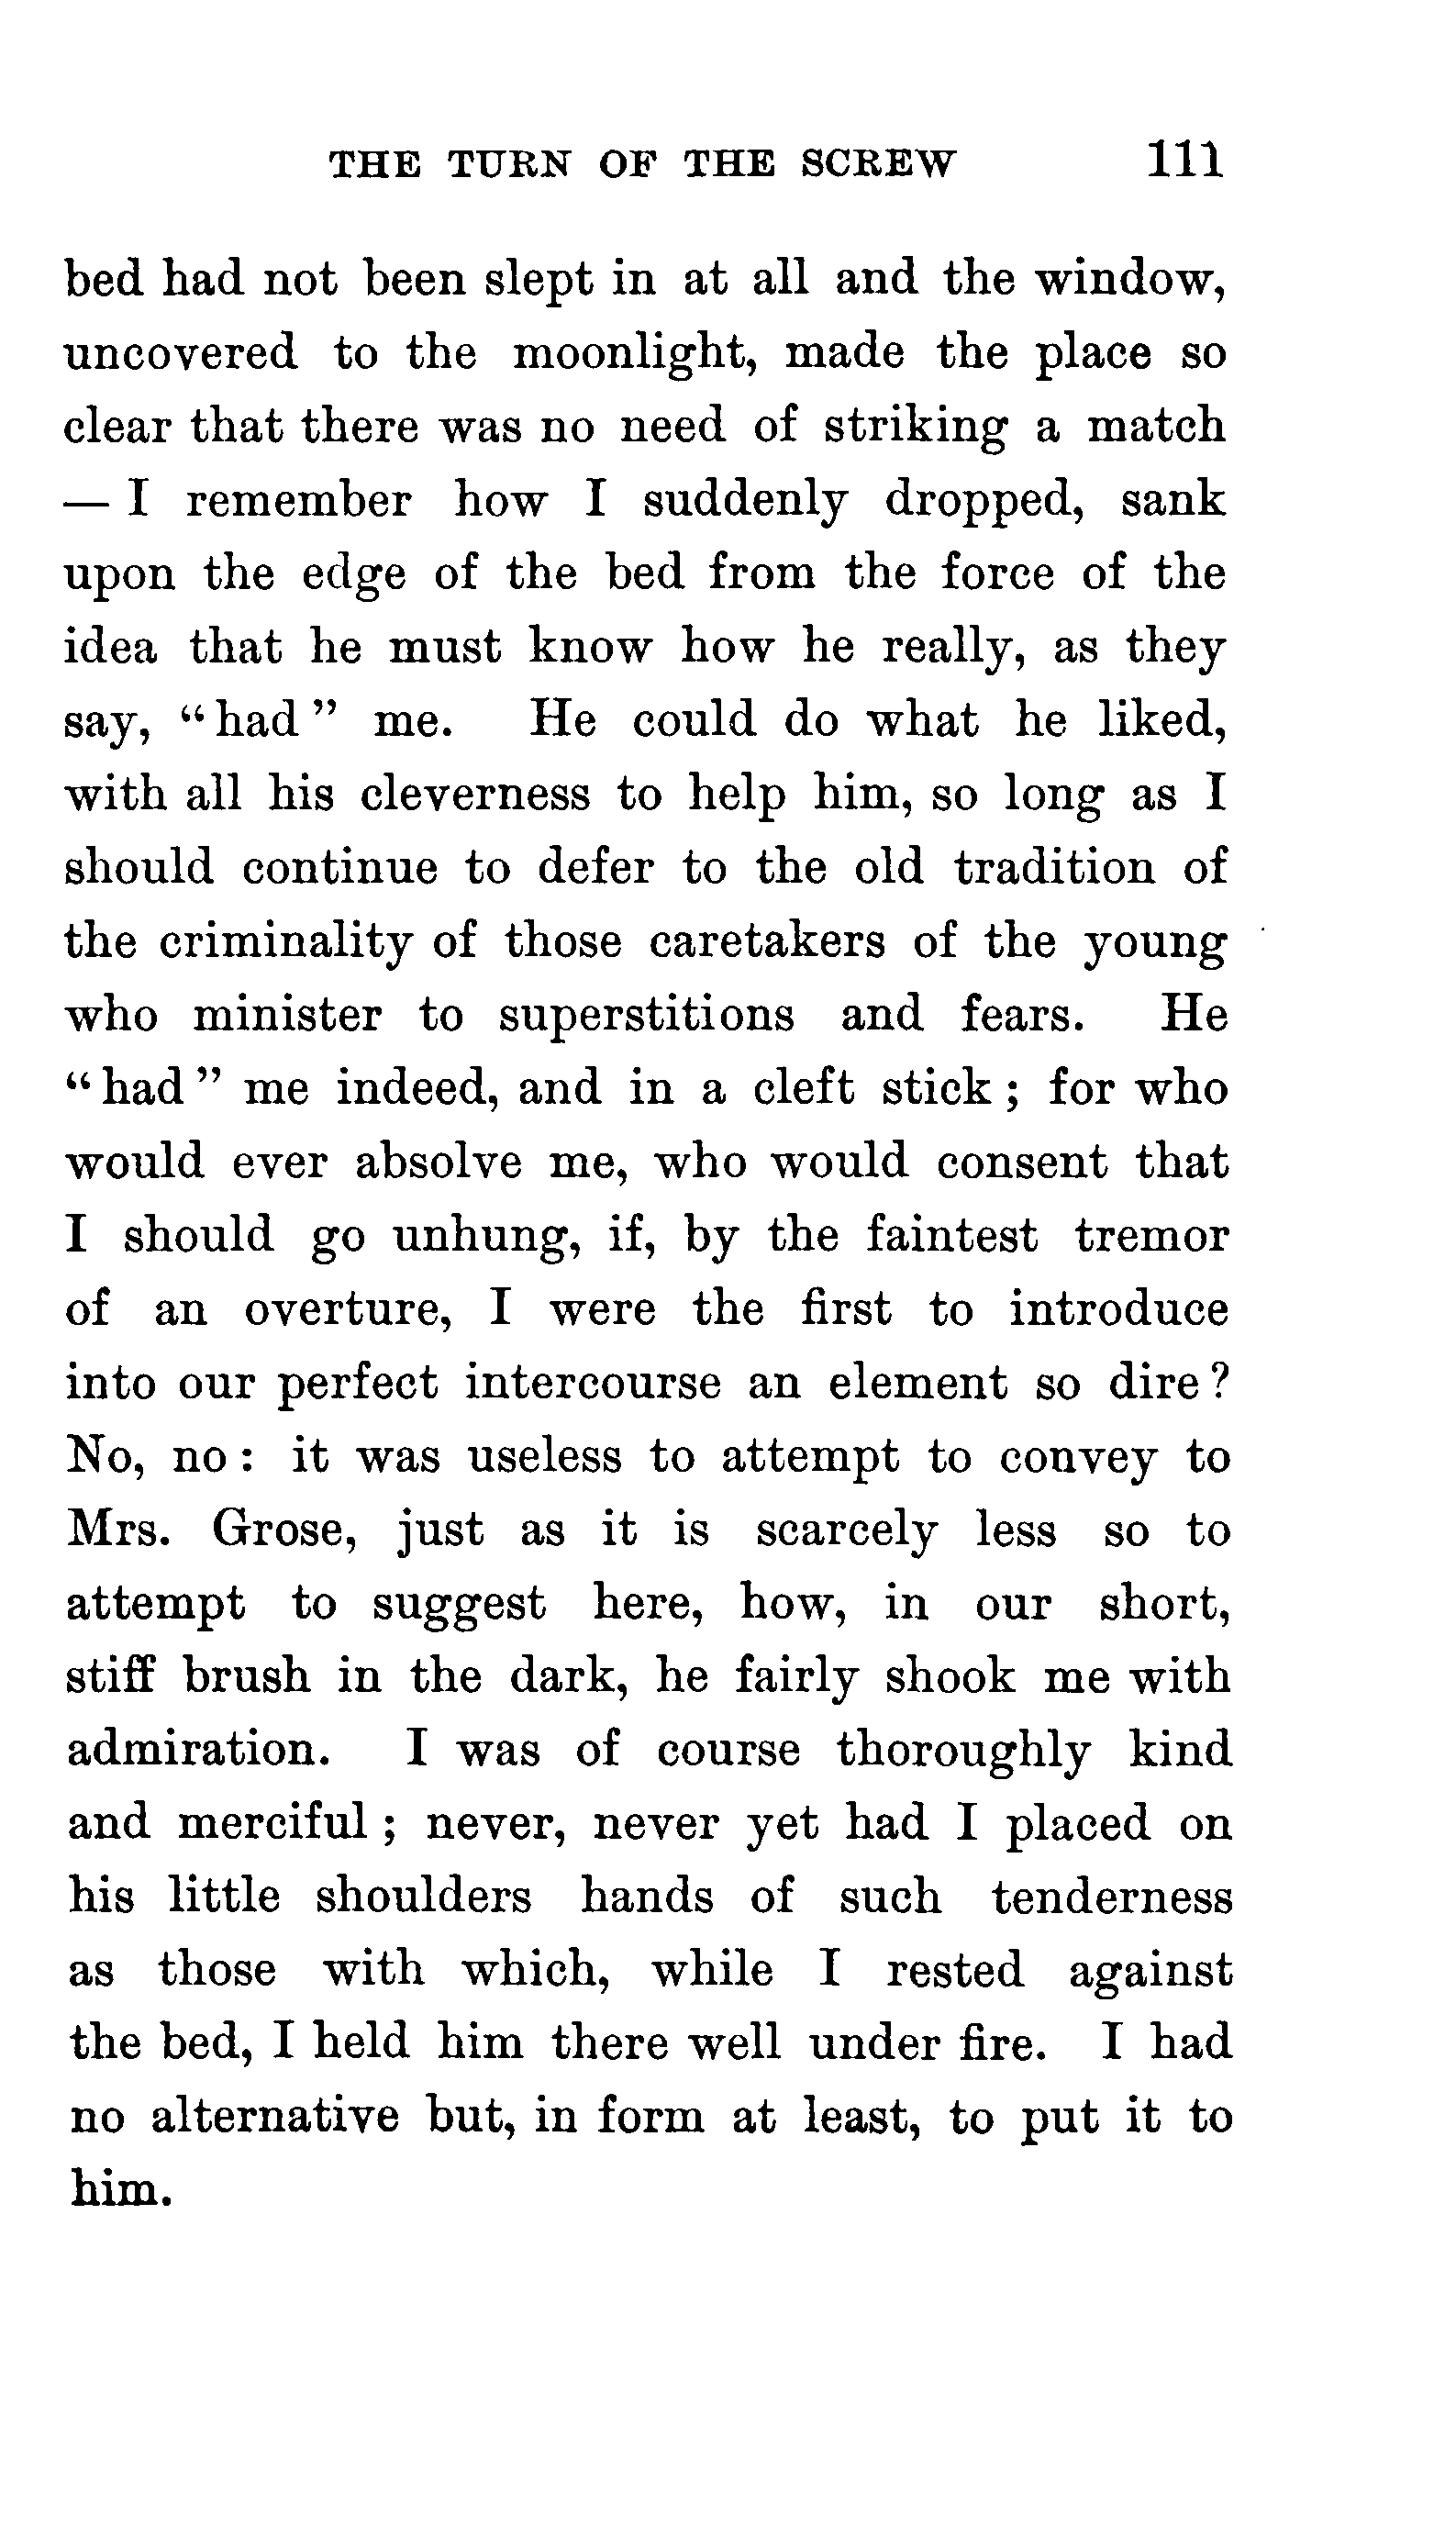 THE TURN OF THE SCREW 111
bed had not been slept in at all and the window,
uncovered to the moonlight, made the place so
clear that there was no need of striking a match
— I remember how I suddenly dropped, sank
upon the edge of the bed from the force of the
idea that he must know how he really, as they
say, “had” me. He could do what he liked,
with all his cleverness to help him, so long as I
should continue to defer to the old tradition of
the criminality of those caretakers of the young
who minister to superstitions and fears. He
“had” me indeed, and in a cleft stick; for who
would ever absolve me, who would consent that
I should go unhung, if, by the faintest tremor
of an overture, I were the first to introduce
into our perfect intercourse an element so dire?
No, no: it was useless to attempt to convey to
Mrs. Grose, just as it is scarcely less so to
attempt to suggest here, how, in our short,
stiff brush in the dark, he fairly shook me with
admiration. I was of course thoroughly kind
and merciful; never, never yet had I placed on
his little shoulders hands of such tenderness
as those with which, while I rested against
the bed, I held him there well under fire. I had
no alternative but, in form at least, to put it to
him.